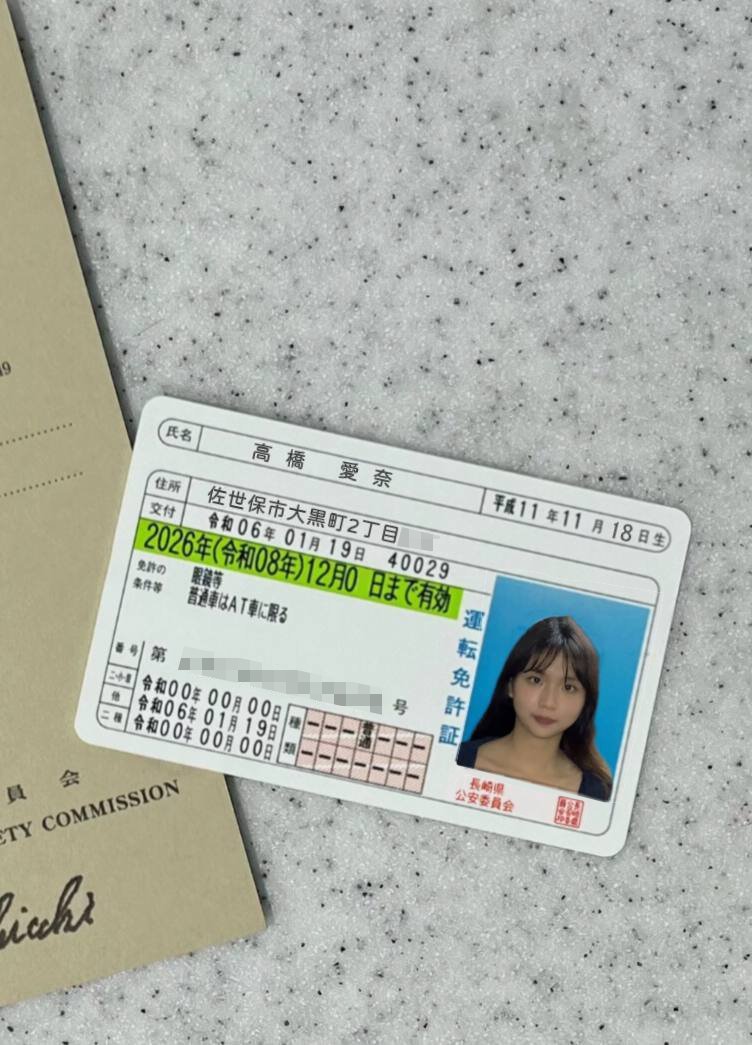 49
員会
ETY COMMISSION
氏名 高橋 愛奈 平成11年11月18日生
住所 佐世保市大黒町2丁目
交付 令和06年01月19日 40029
2026年(令和08年)12月0 日まで有効
免許の条件等
眼鏡等
普通車はAT車に限る
番号 第 号
二・小・原 令和00年00月00日
他 令和06年01月19日
二種 令和00年00月00日
種類
普通
運転免許証
長崎県
公安委員会